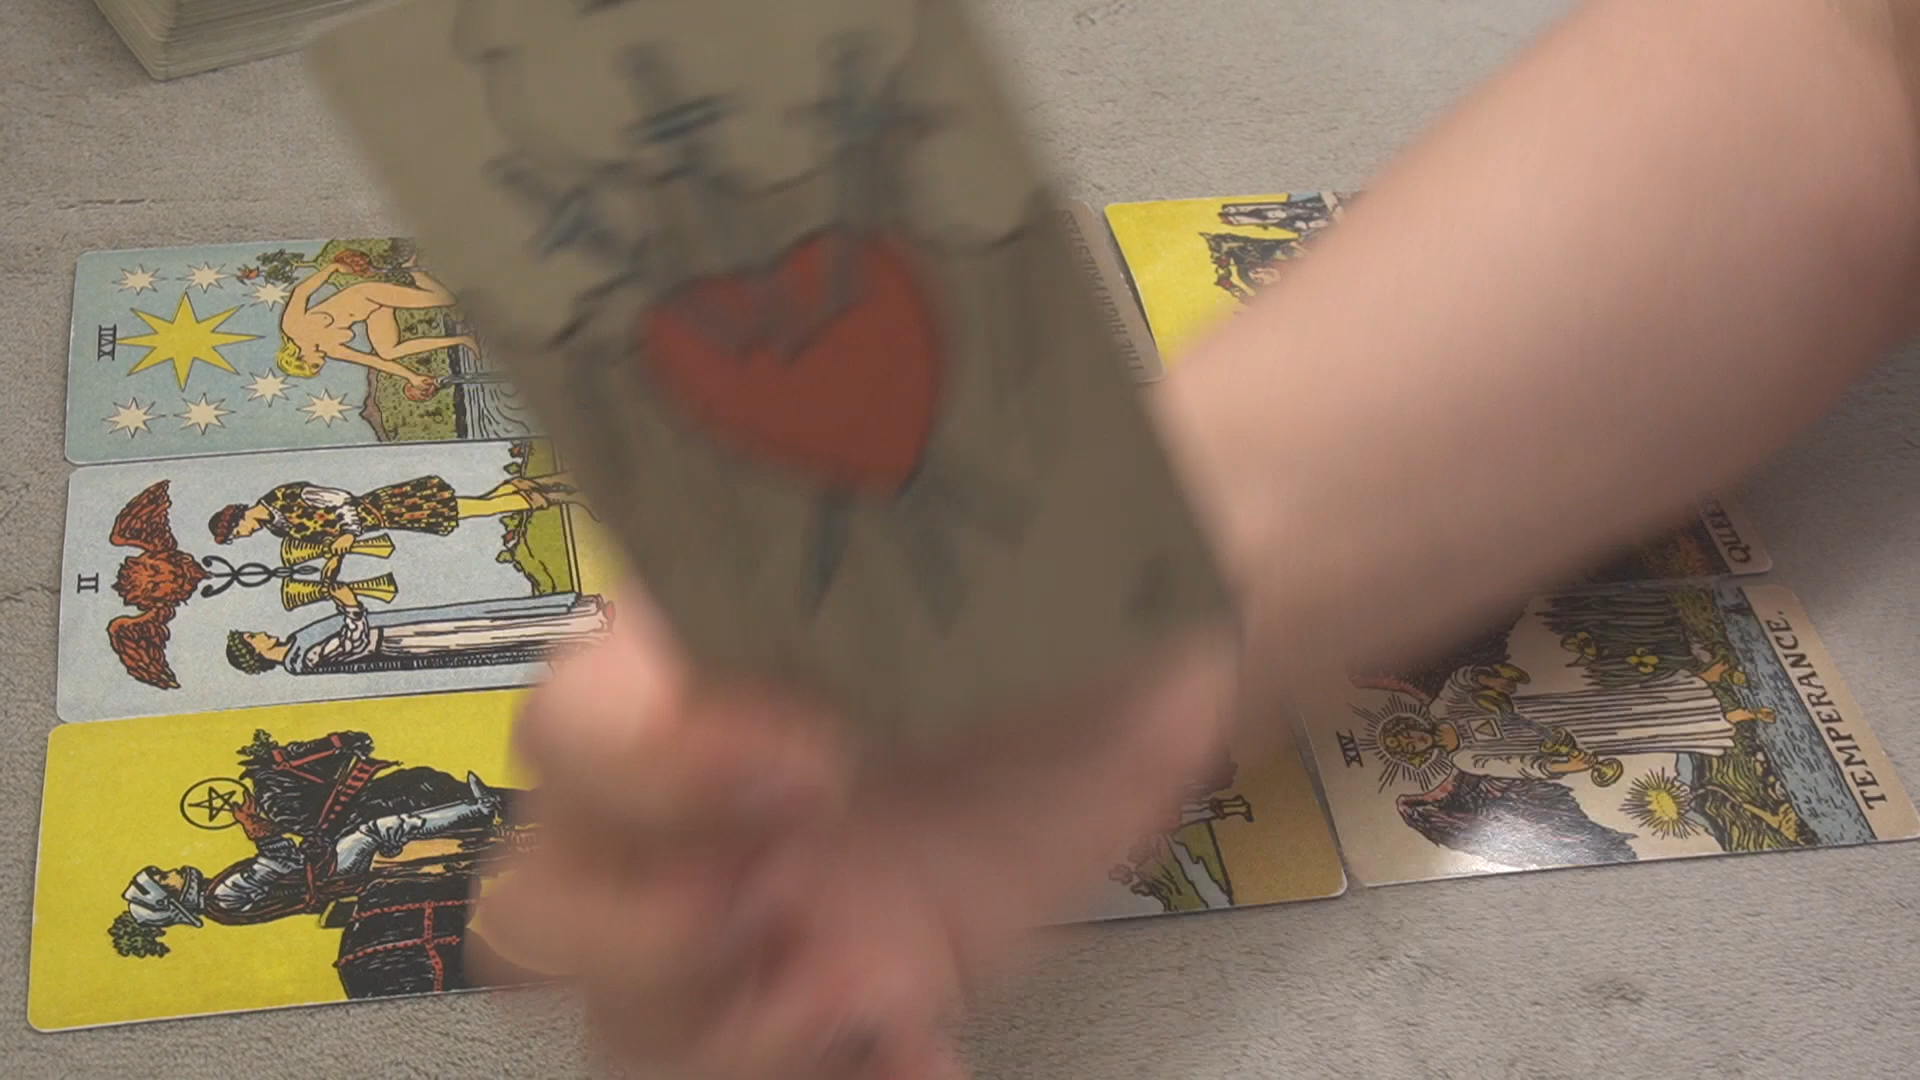 XVII
THE HIGH PRIESTESS
II
QUEE
XIV
TEMPERANCE.